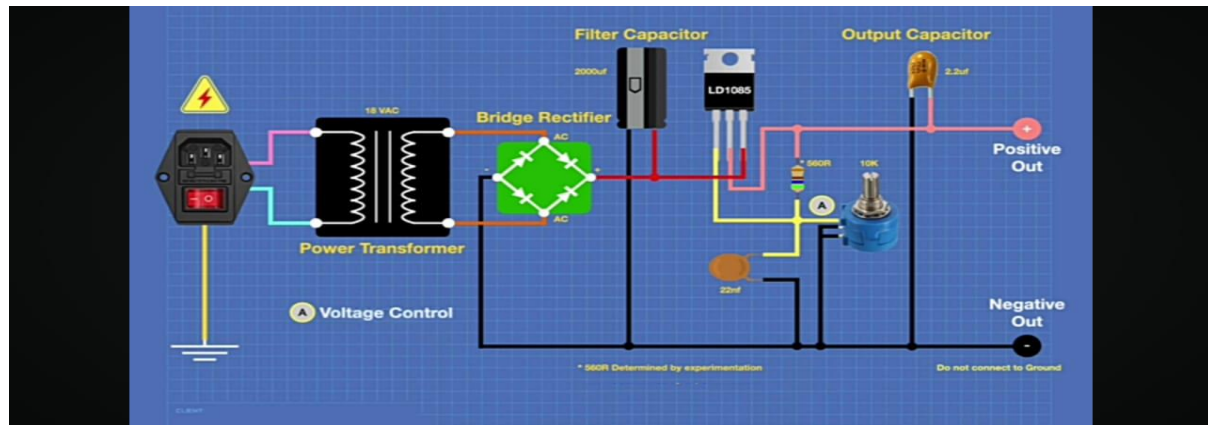 Filter Capacitor
Output Capacitor
2000uf
LD1085
2.2uf
18 VAC
Bridge Rectifier
AC
+
Positive
Out
* 560R
10K
-
+
A
AC
Power Transformer
22nf
A Voltage Control
Negative
Out
-
* 560R Determined by experimentation
Do not connect to Ground
CLIENT